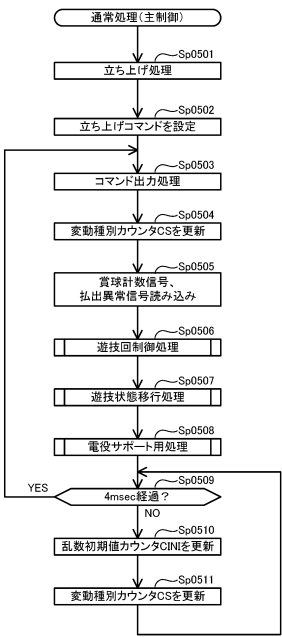 通常処理(主制御)
Sp0501
立ち上げ処理
Sp0502
立ち上げコマンドを設定
Sp0503
コマンド出力処理
Sp0504
変動種別カウンタCSを更新
Sp0505
賞球計数信号、
払出異常信号読み込み
Sp0506
遊技回制御処理
Sp0507
遊技状態移行処理
Sp0508
電役サポート用処理
Sp0509
YES
4msec経過?
NO
Sp0510
乱数初期値カウンタCINIを更新
Sp0511
変動種別カウンタCSを更新